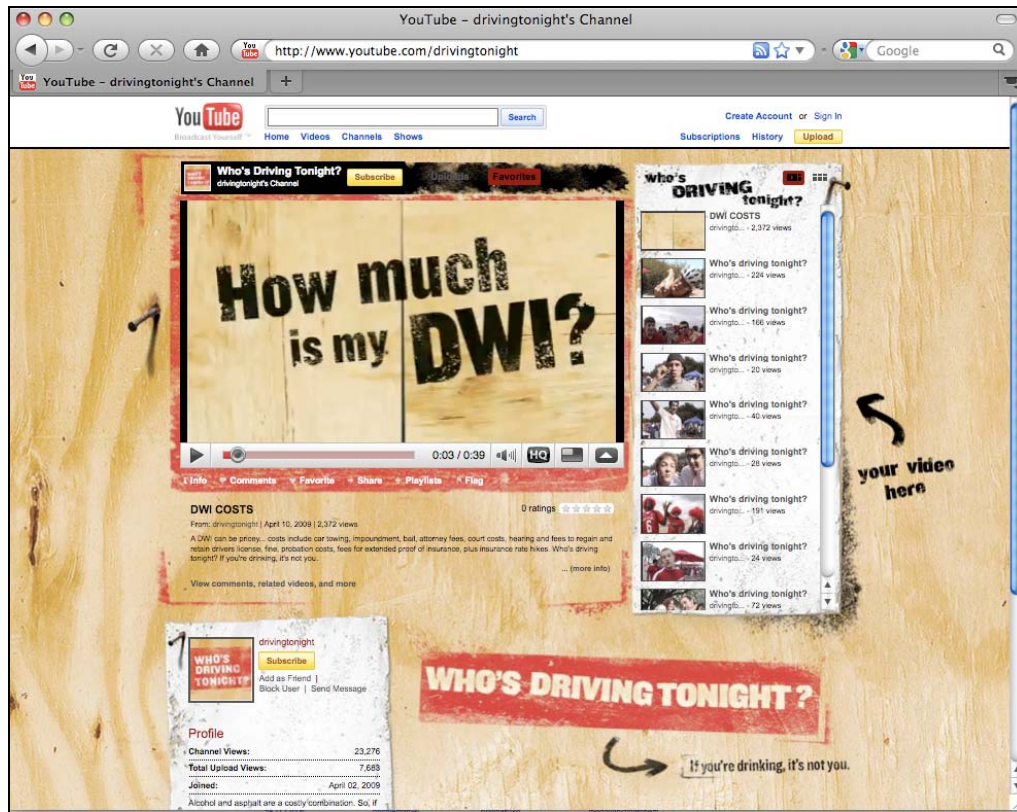 YouTube - drivingtonight's Channel
http://www.youtube.com/drivingtonight
Google
YouTube - drivingtonight's Channel
You Tube
Broadcast Yourself ™
Search
Create Account or Sign In
Home Videos Channels Shows
Subscriptions History Upload
Who's Driving Tonight?
drivingtonight's Channel
Subscribe
Uploads
Favorites
How much
is my DWI?
0:03 / 0:39
HQ
Info Comments Favorite Share Playlists Flag
DWI COSTS
0 ratings
From: drivingtonight | April 10, 2009 | 2,372 views
A DWI can be pricey... costs include car towing, impoundment, bail, attorney fees, court costs, hearing and fees to regain and
retain drivers license, fine, probation costs, fees for extended proof of insurance, plus insurance rate hikes. Who's driving
tonight? If you're drinking, it's not you.
... (more info)
View comments, related videos, and more
who's
DRIVING
tonight?
DWI COSTS
drivingto... - 2,372 views
Who's driving tonight?
drivingto... - 224 views
Who's driving tonight?
drivingto... - 166 views
Who's driving tonight?
drivingto... - 20 views
Who's driving tonight?
drivingto... - 40 views
Who's driving tonight?
drivingto... - 28 views
Who's driving tonight?
drivingto... - 191 views
Who's driving tonight?
drivingto... - 24 views
Who's driving tonight?
drivingto... - 72 views
your video
here
WHO'S
DRIVING
TONIGHT?
drivingtonight
Subscribe
Add as Friend |
Block User | Send Message
Profile
Channel Views: 23,276
Total Upload Views: 7,683
Joined: April 02, 2009
Alcohol and asphalt are a costly combination. So, if
WHO'S DRIVING TONIGHT?
If you're drinking, it's not you.